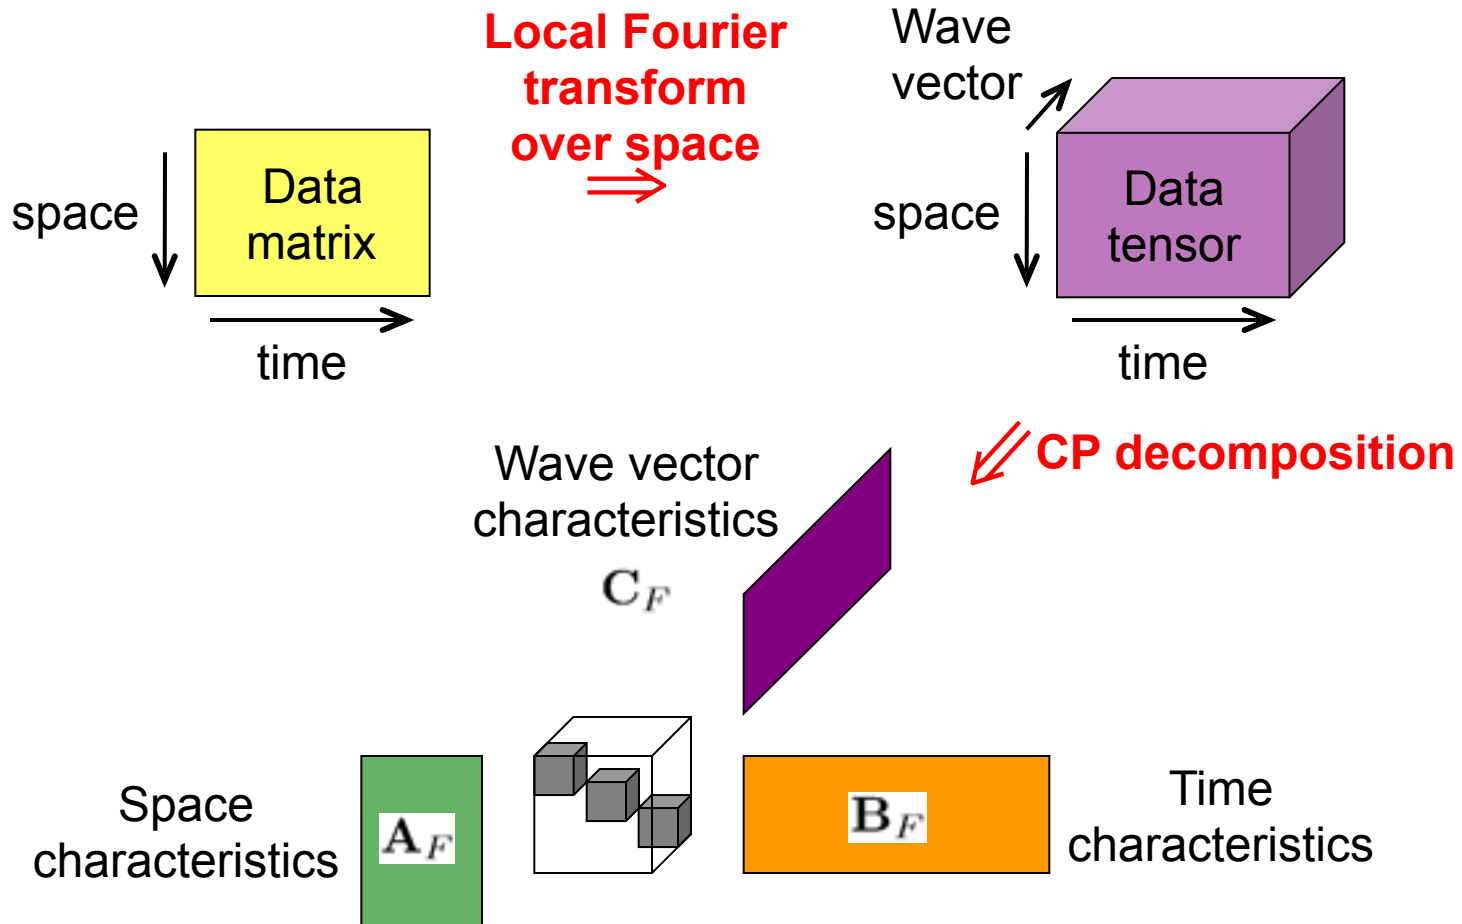 Local Fourier
transform
over space
Wave
vector
space
Data
matrix
time
space
Data
tensor
time
CP decomposition
Wave vector
characteristics
C_F
Space
characteristics
A_F
B_F
Time
characteristics